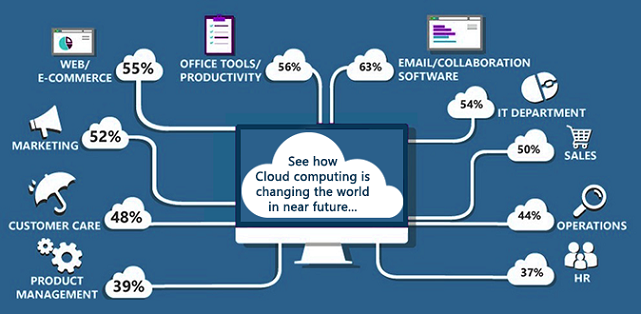 WEB/
E-COMMERCE
55%
OFFICE TOOLS/
PRODUCTIVITY
56%
63%
EMAIL/COLLABORATION
SOFTWARE
54%
IT DEPARTMENT
MARKETING
52%
50%
SALES
See how
Cloud computing is
changing the world
in near future...
CUSTOMER CARE
48%
44%
OPERATIONS
PRODUCT
MANAGEMENT
39%
37%
HR